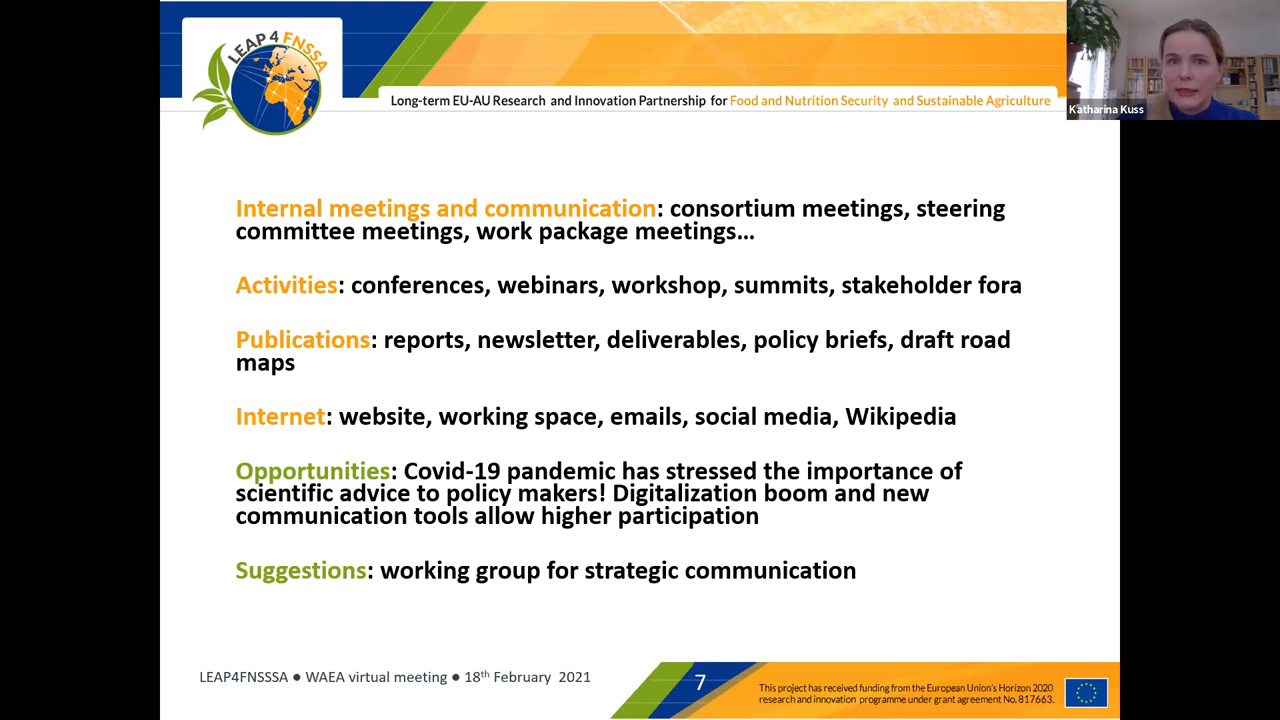 LEAP 4 FNSSA
Long-term EU-AU Research and Innovation Partnership for Food and Nutrition Security and Sustainable Agriculture
Katharina Kuss
Internal meetings and communication: consortium meetings, steering
committee meetings, work package meetings...
Activities: conferences, webinars, workshop, summits, stakeholder fora
Publications: reports, newsletter, deliverables, policy briefs, draft road
maps
Internet: website, working space, emails, social media, Wikipedia
Opportunities: Covid-19 pandemic has stressed the importance of
scientific advice to policy makers! Digitalization boom and new
communication tools allow higher participation
Suggestions: working group for strategic communication
LEAP4FNSSSA ● WAEA virtual meeting ● 18th February 2021
7
This project has received funding from the European Union's Horizon 2020
research and innovation programme under grant agreement No. 817663.